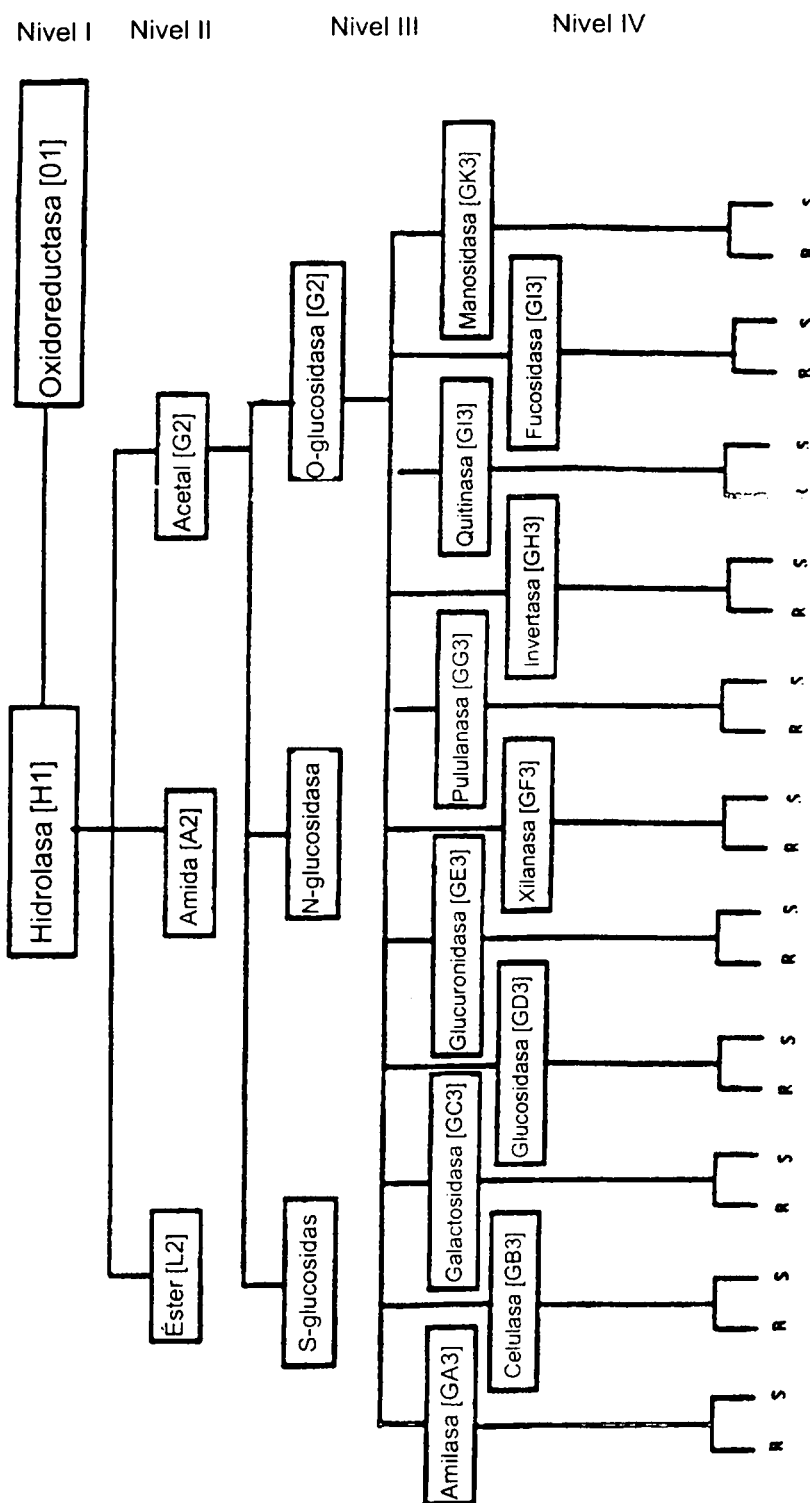 Nivel I
Nivel II
Nivel III
Nivel IV
Hidrolasa [H1]
Oxidoreductasa [01]
Éster [L2]
Amida [A2]
Acetal [G2]
S-glucosidas
N-glucosidasa
O-glucosidasa [G2]
Amilasa [GA3]
Celulasa [GB3]
Galactosidasa [GC3]
Glucosidasa [GD3]
Glucuronidasa [GE3]
Xilanasa [GF3]
Pululanasa [GG3]
Invertasa [GH3]
Quitinasa [GI3]
Fucosidasa [GI3]
Manosidasa [GK3]
R S R S R S R S R S R S R S R S S R S R S